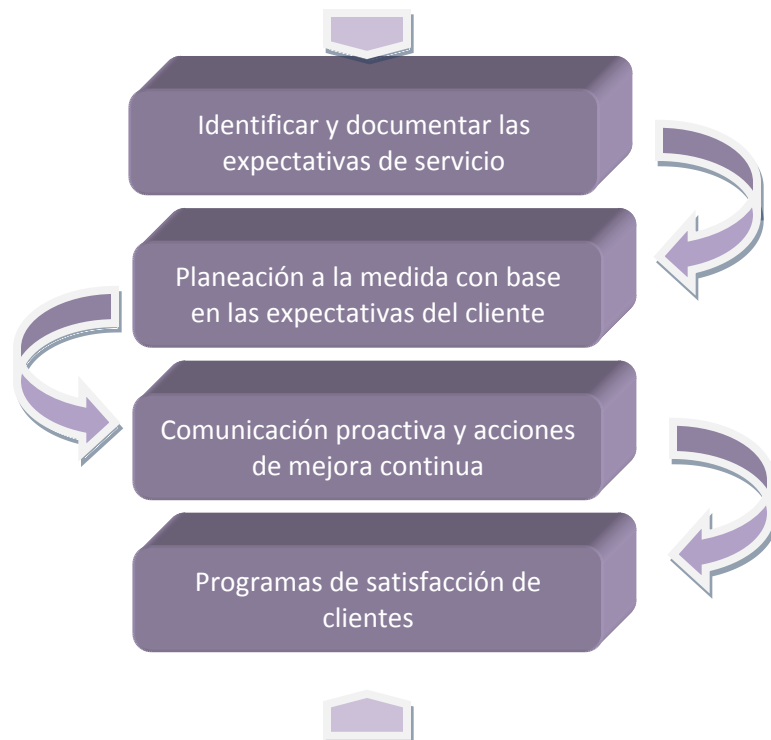 Identificar y documentar las
expectativas de servicio
Planeación a la medida con base
en las expectativas del cliente
Comunicación proactiva y acciones
de mejora continua
Programas de satisfacción de
clientes